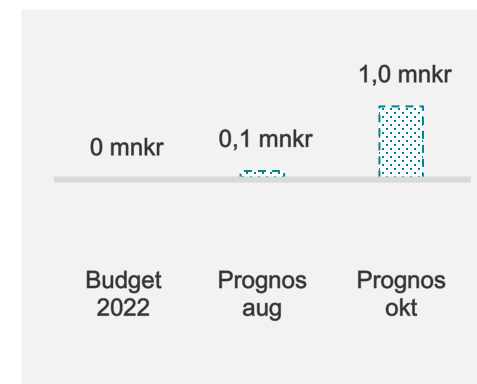 1,0 mnkr
0,1 mnkr
0 mnkr
Budget
2022
Prognos
aug
Prognos
okt